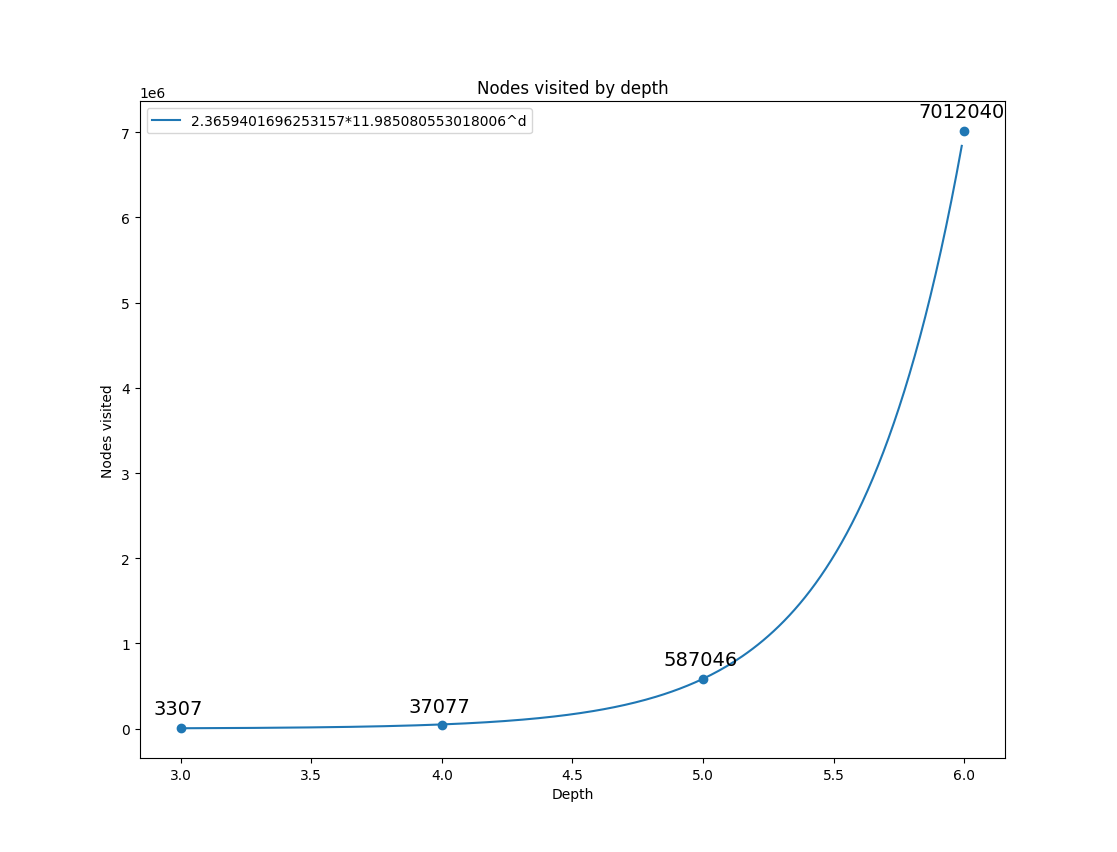 Nodes visited by depth
1e6
2.3659401696253157*11.985080553018006^d
7012040
7
6
5
4
3
2
1
0
Nodes visited
587046
37077
3307
3.0 3.5 4.0 4.5 5.0 5.5 6.0
Depth